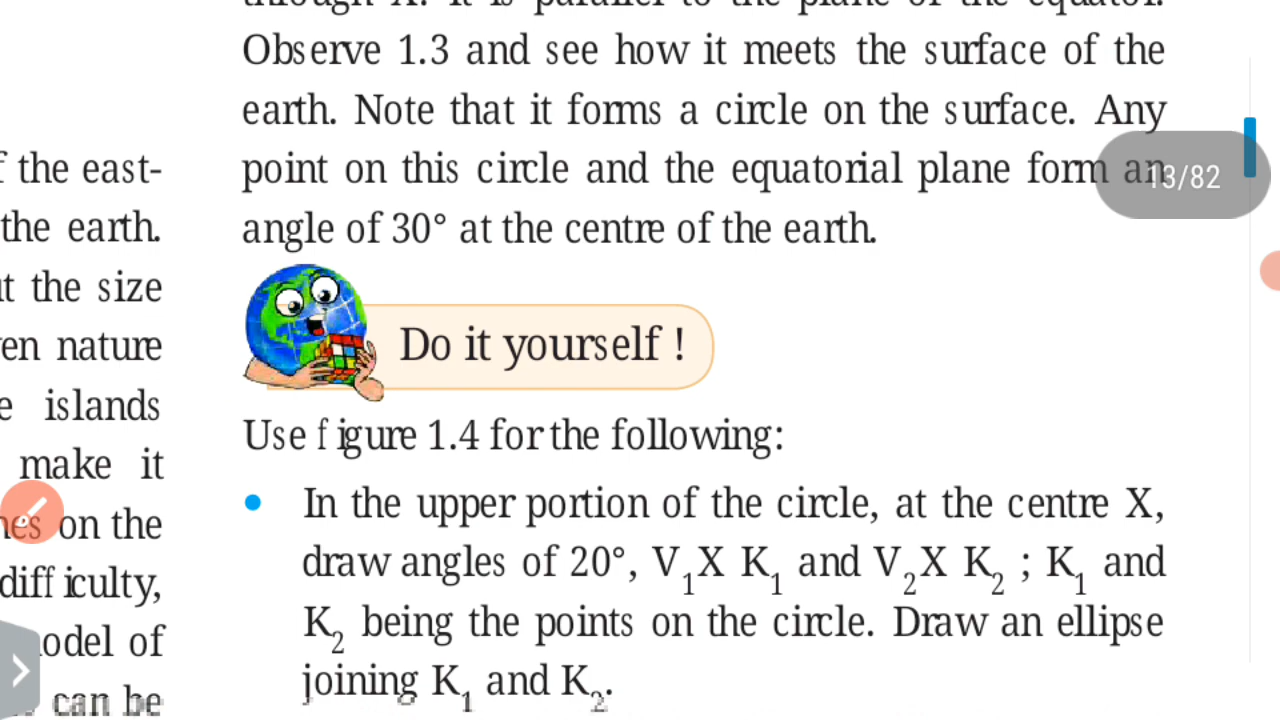 Observe 1.3 and see how it meets the surface of the
earth. Note that it forms a circle on the surface. Any
point on this circle and the equatorial plane form an
angle of 30° at the centre of the earth.
Do it yourself !
Use figure 1.4 for the following:
• In the upper portion of the circle, at the centre X,
draw angles of 20°, V₁X K₁ and V₂X K₂ ; K₁ and
K₂ being the points on the circle. Draw an ellipse
joining K₁ and K₂.
the east-
the earth.
the size
nature
islands
make it
on the
difficulty,
of
can be
13/82